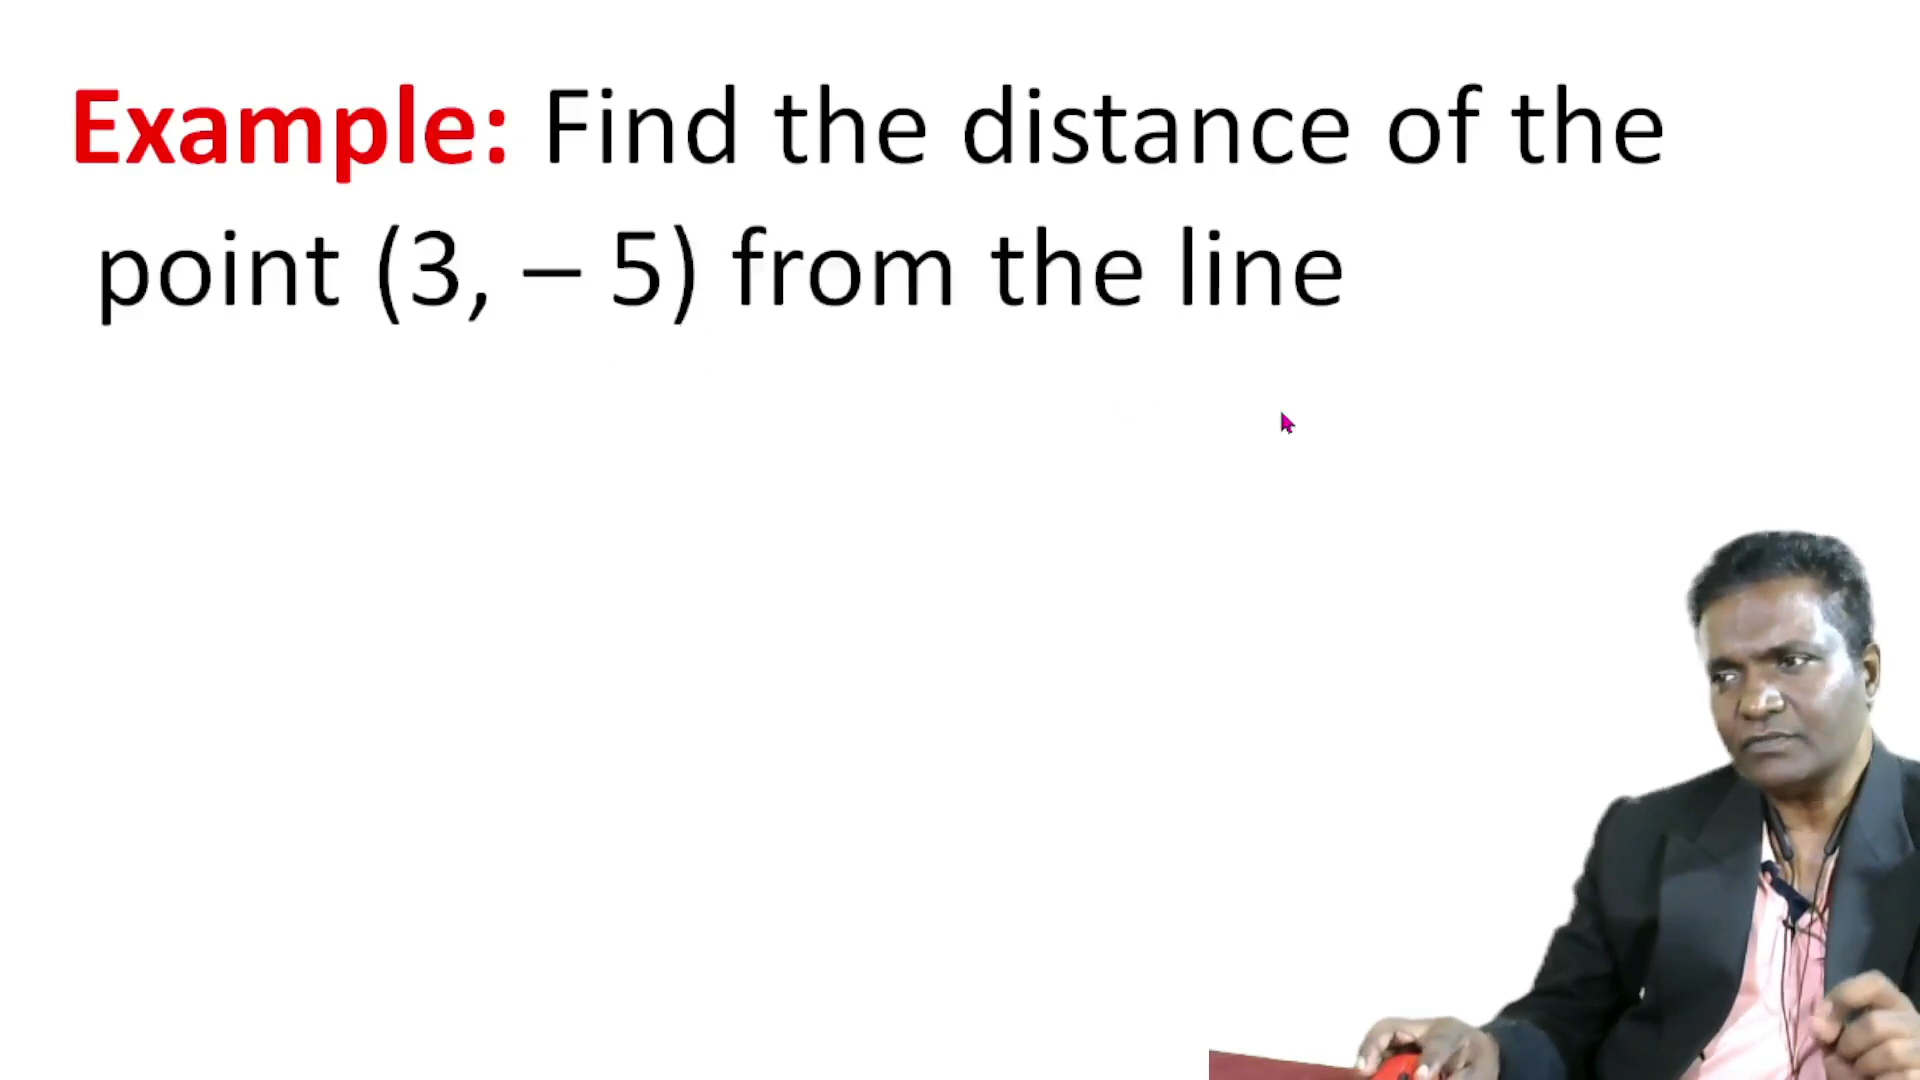 Example: Find the distance of the
point (3, – 5) from the line